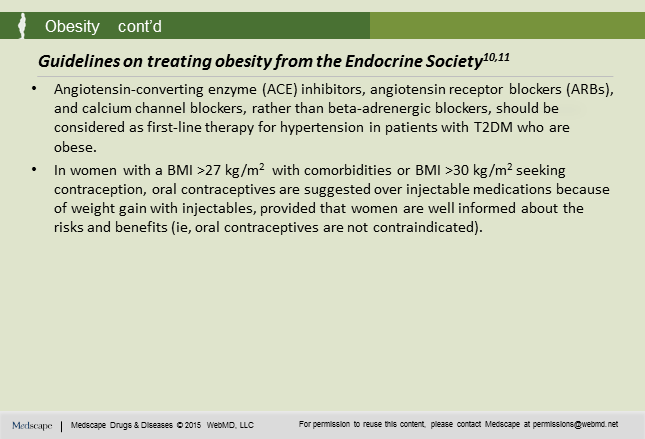 Obesity cont'd
Guidelines on treating obesity from the Endocrine Society10,11
• Angiotensin-converting enzyme (ACE) inhibitors, angiotensin receptor blockers (ARBs),
and calcium channel blockers, rather than beta-adrenergic blockers, should be
considered as first-line therapy for hypertension in patients with T2DM who are
obese.
• In women with a BMI >27 kg/m2 with comorbidities or BMI >30 kg/m2 seeking
contraception, oral contraceptives are suggested over injectable medications because
of weight gain with injectables, provided that women are well informed about the
risks and benefits (ie, oral contraceptives are not contraindicated).
Medscape | Medscape Drugs & Diseases © 2015 WebMD, LLC For permission to reuse this content, please contact Medscape at permissions@webmd.net